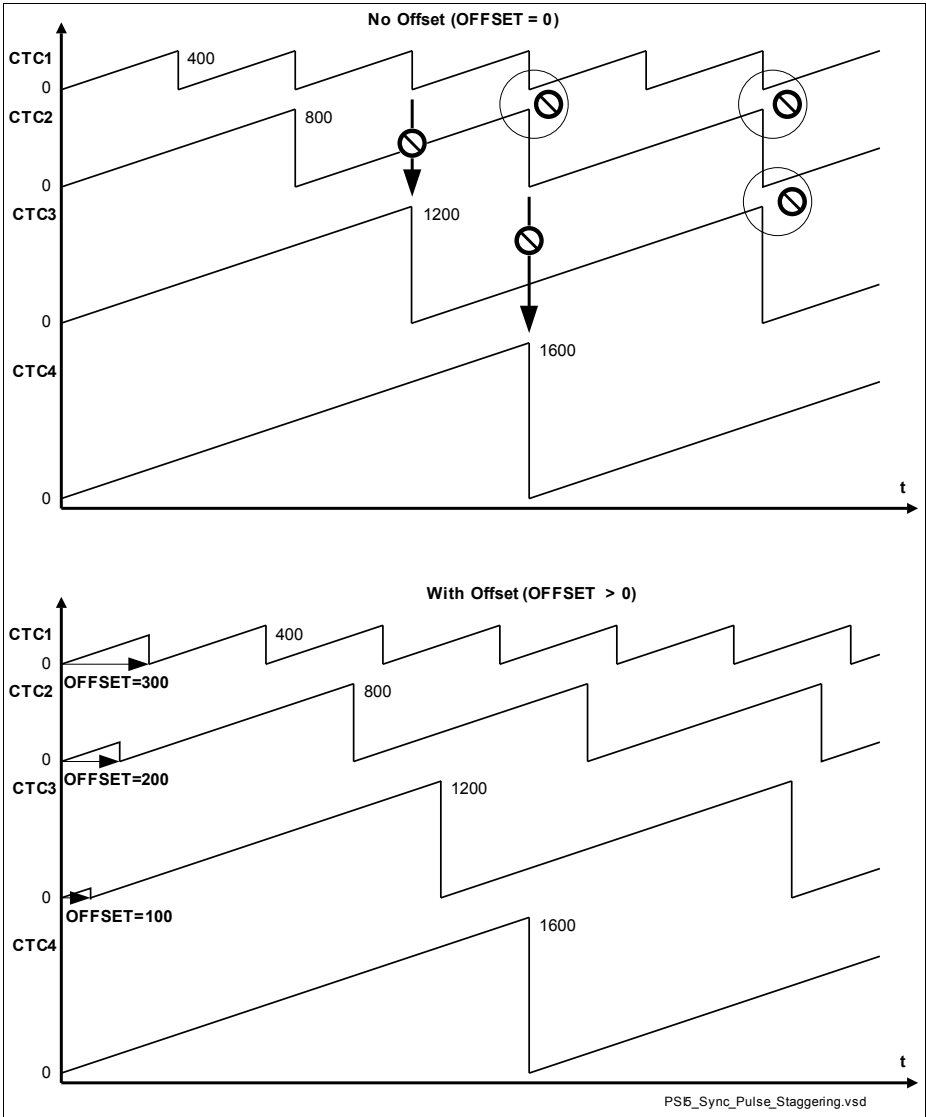 No Offset (OFFSET = 0)
CTC1
400
0
CTC2
800
0
CTC3
1200
0
CTC4
1600
0
t
With Offset (OFFSET > 0)
CTC1
400
0
OFFSET=300
CTC2
800
0
OFFSET=200
CTC3
1200
0
OFFSET=100
CTC4
1600
0
t
PSI5_Sync_Pulse_Staggering.vsd